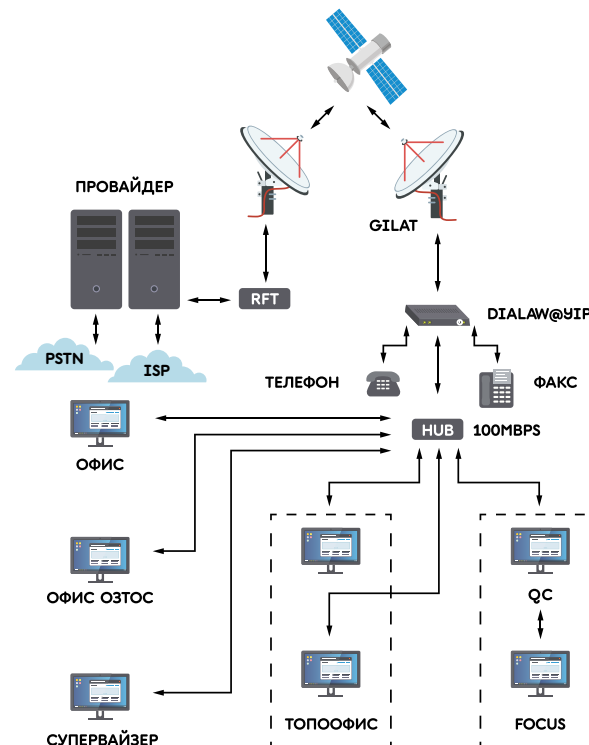 ПРОВАЙДЕР
GILAT
RFT
DIALAW@YIP
PSTN
ISP
ТЕЛЕФОН
ФАКС
HUB
100MBPS
ОФИС
QC
ОФИС ОЗТОС
ТОПООФИС
FOCUS
СУПЕРВАЙЗЕР